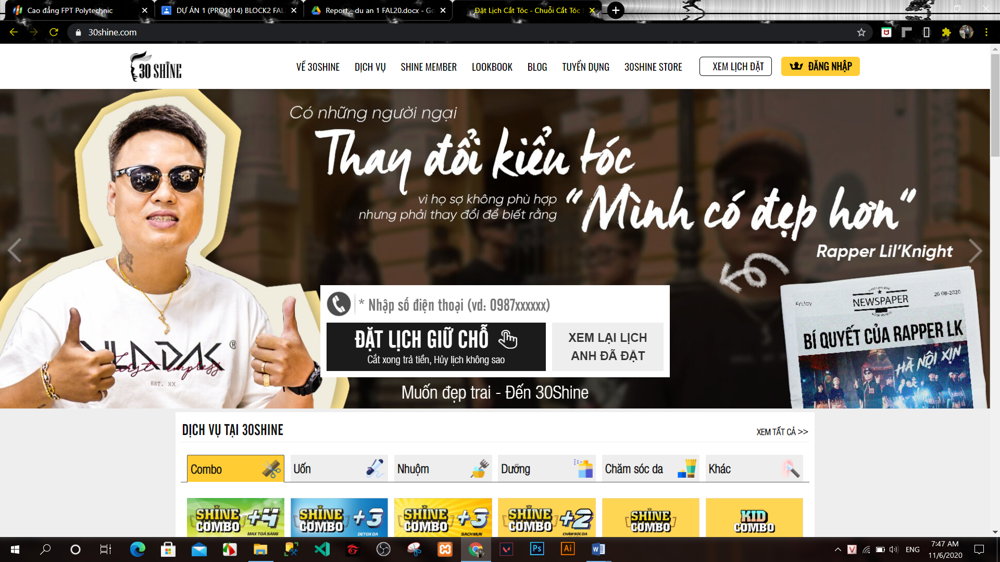 Cao đẳng FPT Polytechnic
DỰ ÁN 1 (PRO1014) BLOCK2 FAL
Report_ du an 1 FAL20.docx - Go
Đặt Lịch Cắt Tóc - Chuỗi Cắt Tóc
30shine.com
30 SHINE
VỀ 30SHINE
DỊCH VỤ
SHINE MEMBER
LOOKBOOK
BLOG
TUYỂN DỤNG
30SHINE STORE
XEM LỊCH ĐẶT
ĐĂNG NHẬP
Có những người ngại
Thay đổi kiểu tóc
vì họ sợ không phù hợp
nhưng phải thay đổi để biết rằng
“Mình có đẹp hơn“
Rapper Lil’Knight
®
First impress
EST. XX
* Nhập số điện thoại (vd: 0987xxxxxx)
ĐẶT LỊCH GIỮ CHỖ
Cắt xong trả tiền, Hủy lịch không sao
XEM LẠI LỊCH
ANH ĐÃ ĐẶT
Muốn đẹp trai - Đến 30Shine
Friday
NEWSPAPER
26-08-2020
BÍ QUYẾT CỦA RAPPER LK
HÀ NỘI XỊN
DỊCH VỤ TẠI 30SHINE
XEM TẤT CẢ >>
Combo
Uốn
Nhuộm
Dưỡng
Chăm sóc da
Khác
SHINE COMBO +4
MAX TOẢ SÁNG
SHINE COMBO +3
DETOX DA
SHINE COMBO +3
SẠCH MỤN
SHINE COMBO +2
CHĂM SÓC DA
SHINE COMBO
KID COMBO
Ps
Ai
ENG
7:47 AM
11/6/2020